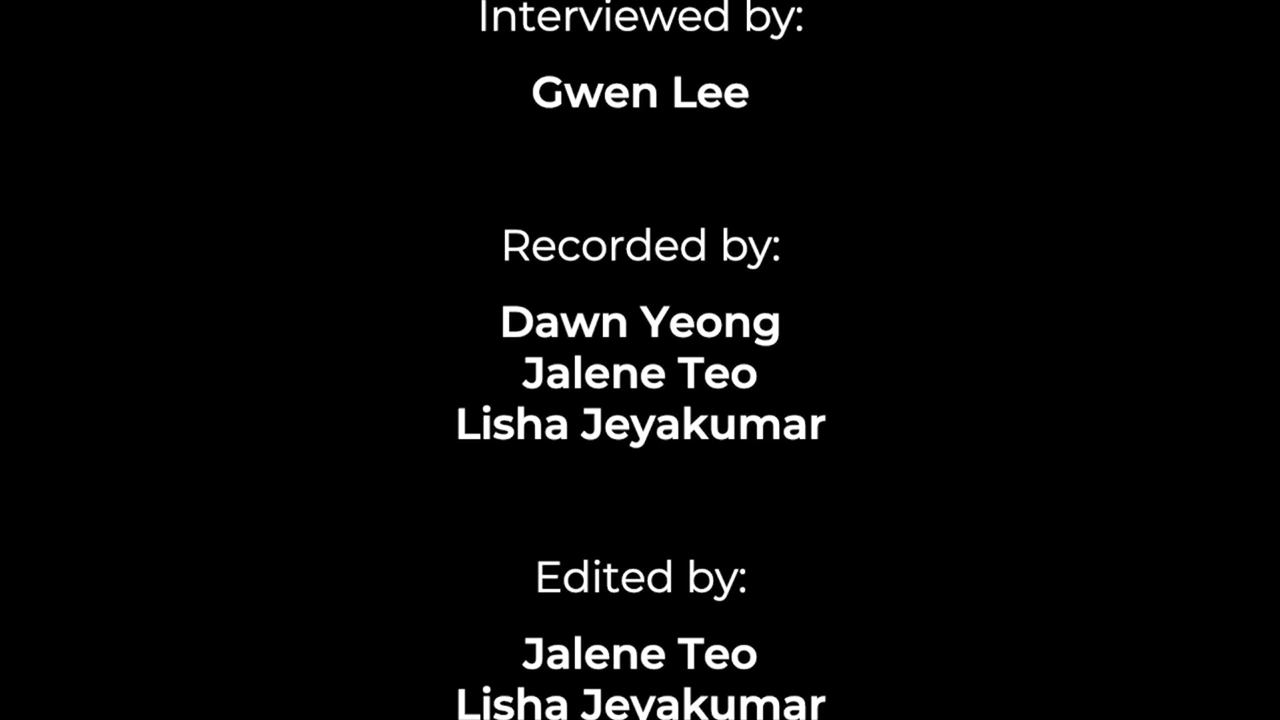 Interviewed by:
Gwen Lee
Recorded by:
Dawn Yeong
Jalene Teo
Lisha Jeyakumar
Edited by:
Jalene Teo
Lisha Jeyakumar